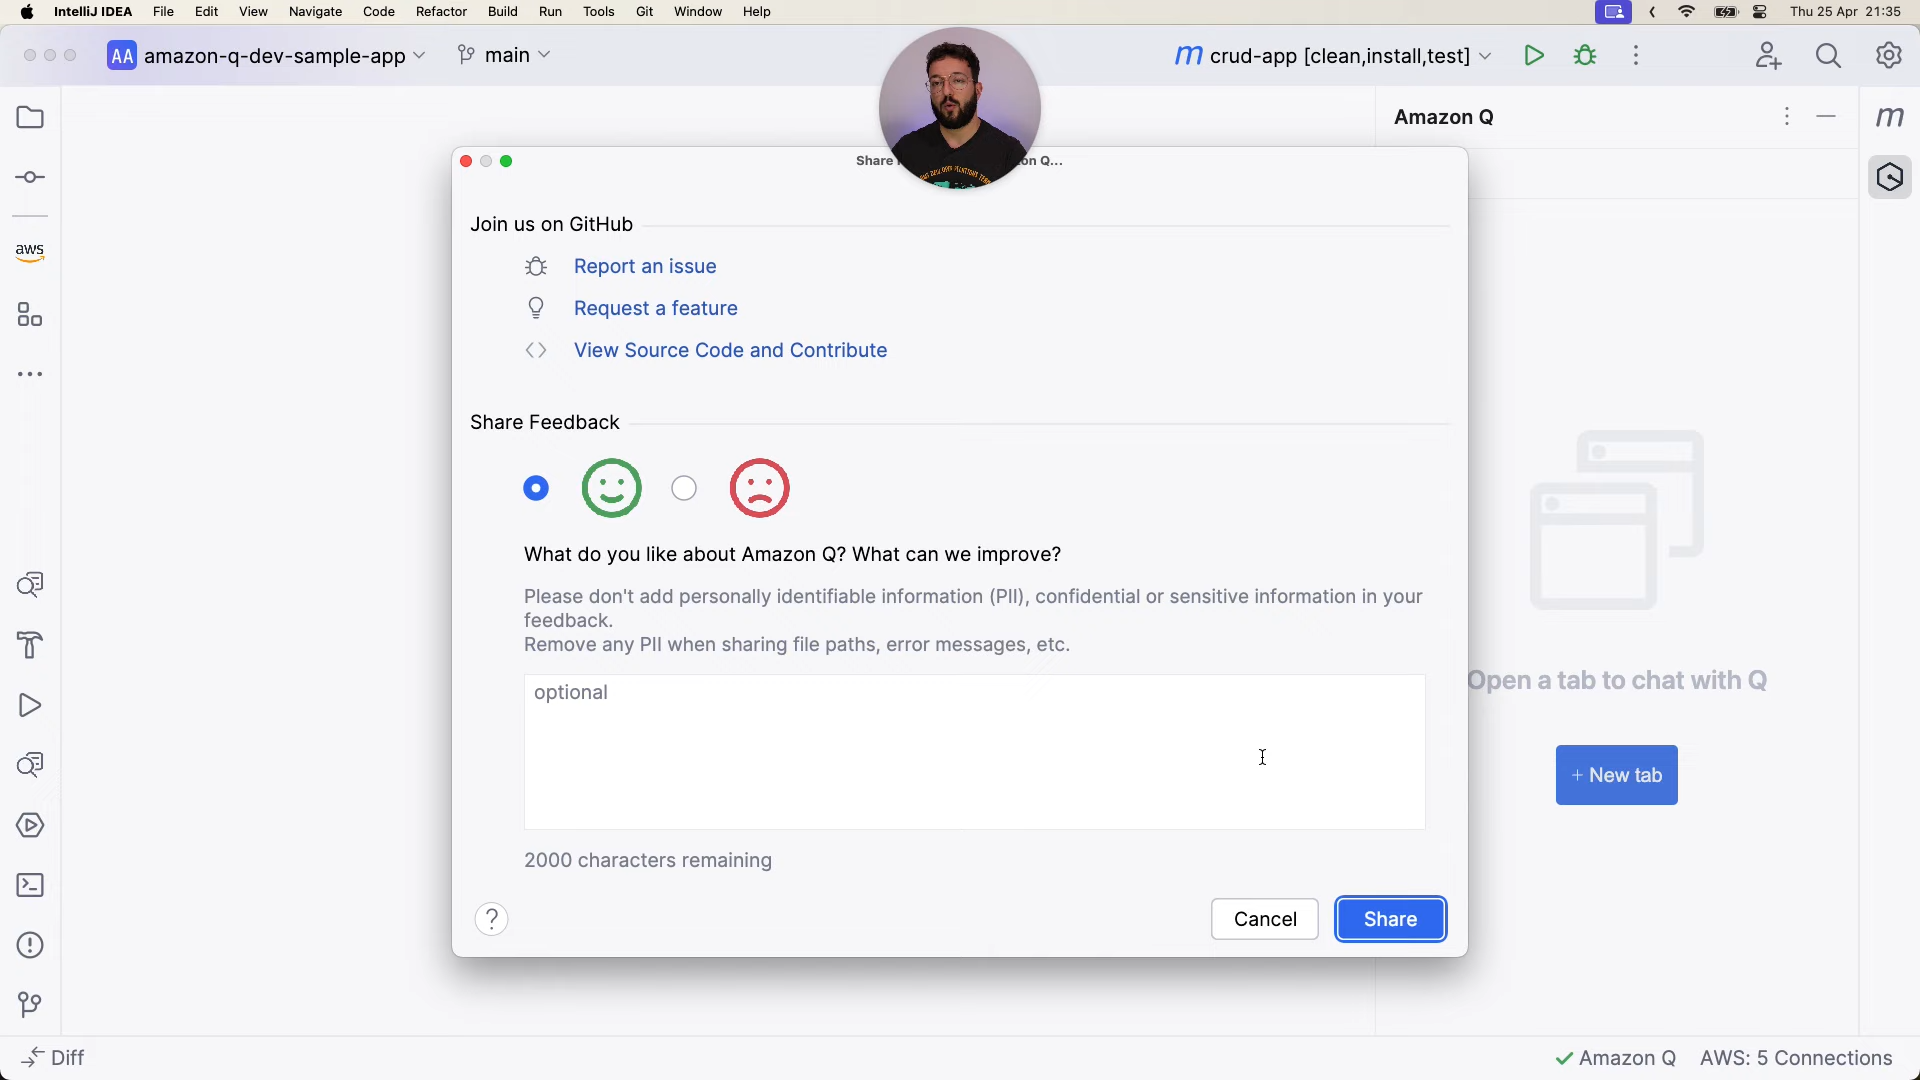 IntelliJ IDEA File Edit View Navigate Code Refactor Build Run Tools Git Window Help Thu 25 Apr 21:35
AA amazon-q-dev-sample-app main m crud-app [clean,install,test]
Amazon Q m
Share on Q...
aws
Join us on GitHub
Report an issue
Request a feature
View Source Code and Contribute
Share Feedback
What do you like about Amazon Q? What can we improve?
Please don't add personally identifiable information (PII), confidential or sensitive information in your
feedback.
Remove any PII when sharing file paths, error messages, etc.
optional
2000 characters remaining
? Cancel Share
Open a tab to chat with Q
+ New tab
Diff Amazon Q AWS: 5 Connections